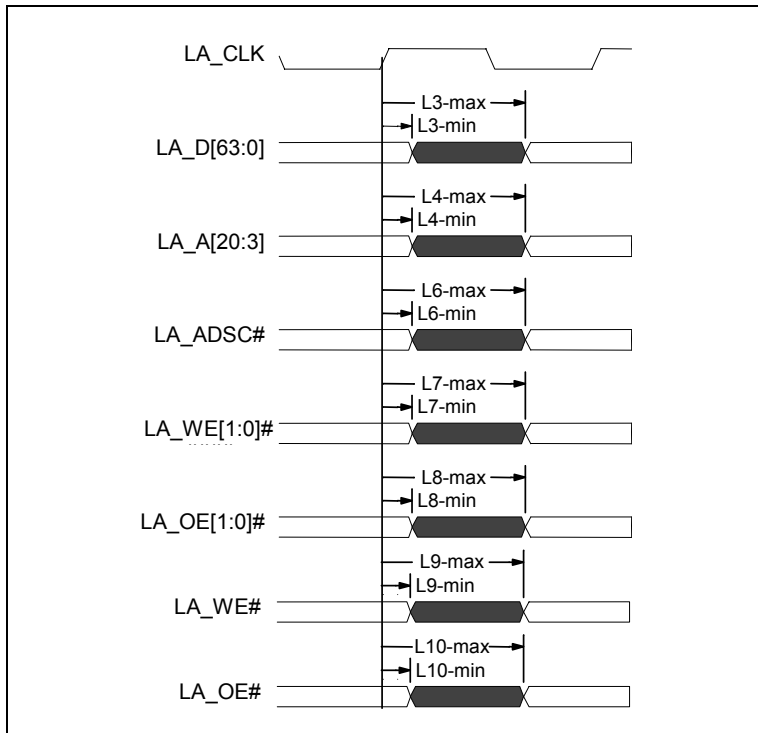 LA_CLK
L3-max
L3-min
LA_D[63:0]
L4-max
L4-min
LA_A[20:3]
L6-max
L6-min
LA_ADSC#
L7-max
L7-min
LA_WE[1:0]#
L8-max
L8-min
LA_OE[1:0]#
L9-max
L9-min
LA_WE#
L10-max
L10-min
LA_OE#